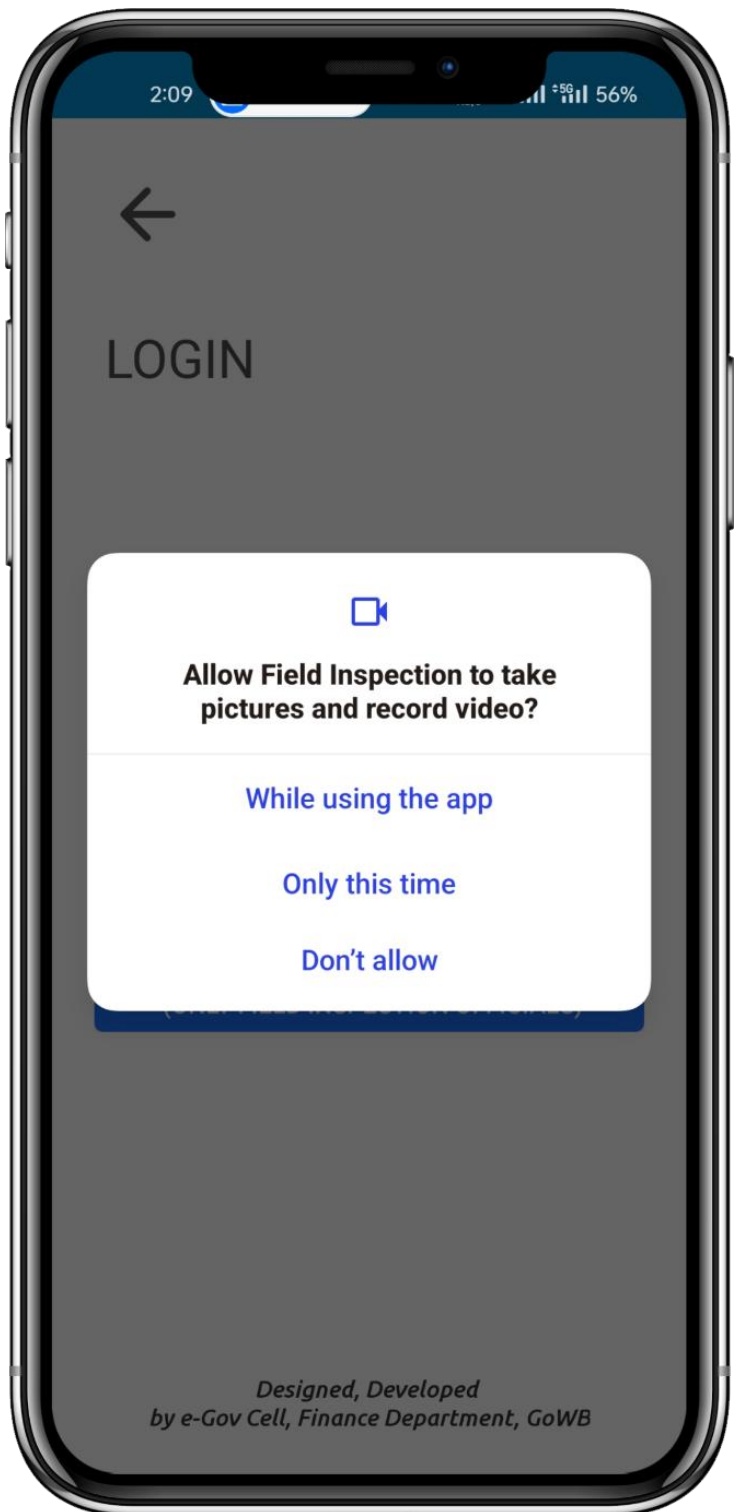 2:09
5G 56%
LOGIN
Allow Field Inspection to take
pictures and record video?
While using the app
Only this time
Don’t allow
Designed, Developed
by e-Gov Cell, Finance Department, GoWB